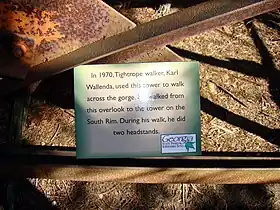 In 1970, Tightrope walker, Karl
Wallenda, used this tower to walk
across the gorge. walked from
this overlook to the tower on the
South Rim. During his walk, he did
two headstands.
Georgia